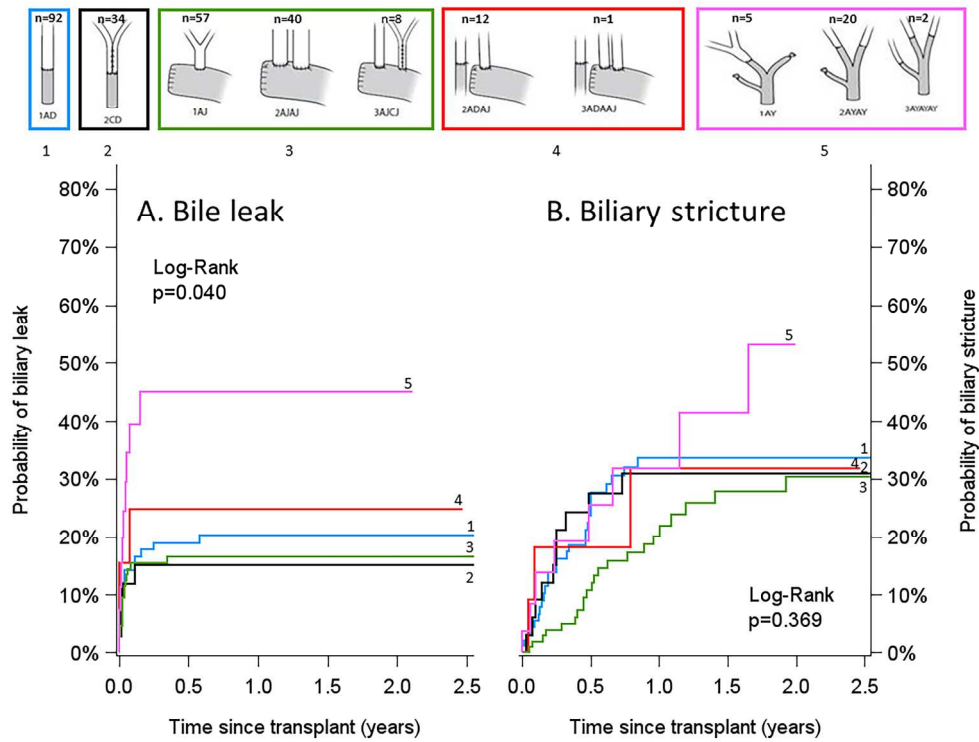 n=92
n=34
n=57
n=40
n=8
n=12
n=1
n=5
n=20
n=2
1AD
2CD
1AJ
2AJAJ
3AJCJ
2ADAJ
3ADAAJ
1AY
2AYAY
3AYAYAY
1
2
3
4
5
A. Bile leak
Log-Rank
p=0.040
Probability of biliary leak
80%
70%
60%
50%
40%
30%
20%
10%
0%
5
4
1
3
2
0.0
0.5
1.0
1.5
2.0
2.5
Time since transplant (years)
B. Biliary stricture
5
1
4
2
3
Log-Rank
p=0.369
80%
70%
60%
50%
40%
30%
20%
10%
0%
Probability of biliary stricture
0.0
0.5
1.0
1.5
2.0
2.5
Time since transplant (years)